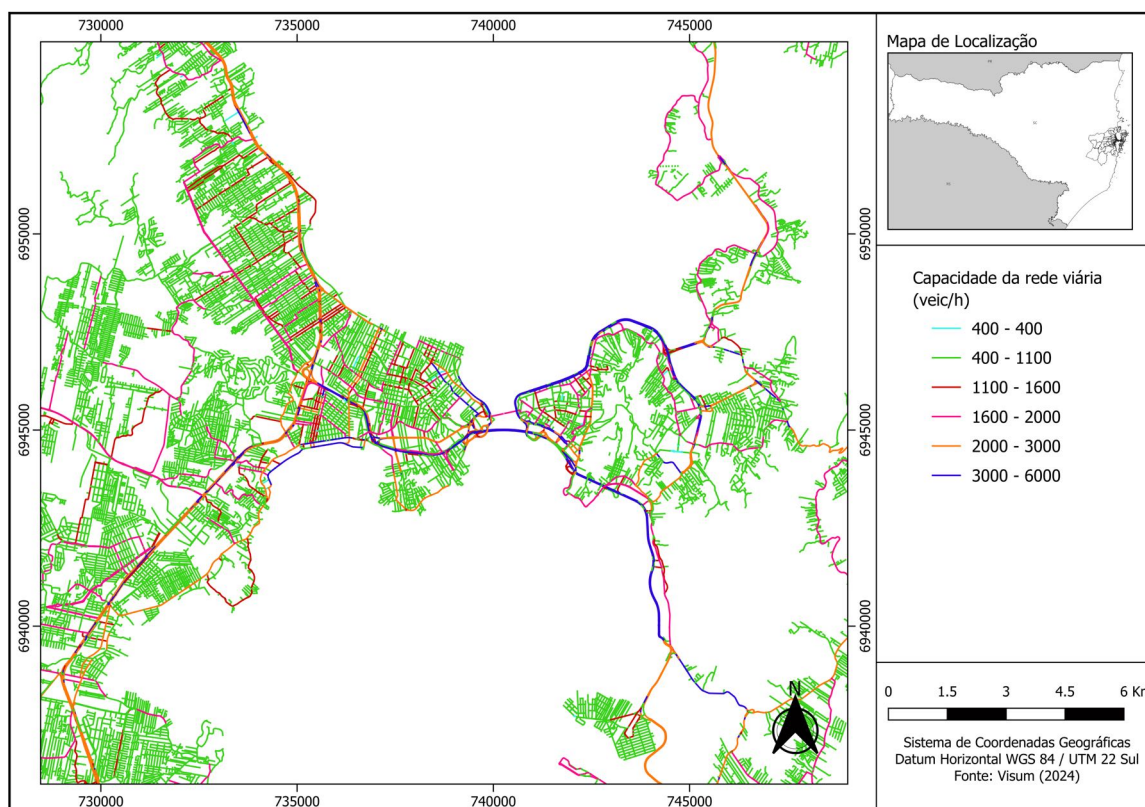 730000 735000 740000 745000
6950000
6945000
6940000
6950000
6945000
6940000
730000 735000 740000 745000
Mapa de Localização
Capacidade da rede viária
(veic/h)
400 - 400
400 - 1100
1100 - 1600
1600 - 2000
2000 - 3000
3000 - 6000
N
0 1.5 3 4.5 6 Km
Sistema de Coordenadas Geográficas
Datum Horizontal WGS 84 / UTM 22 Sul
Fonte: Visum (2024)